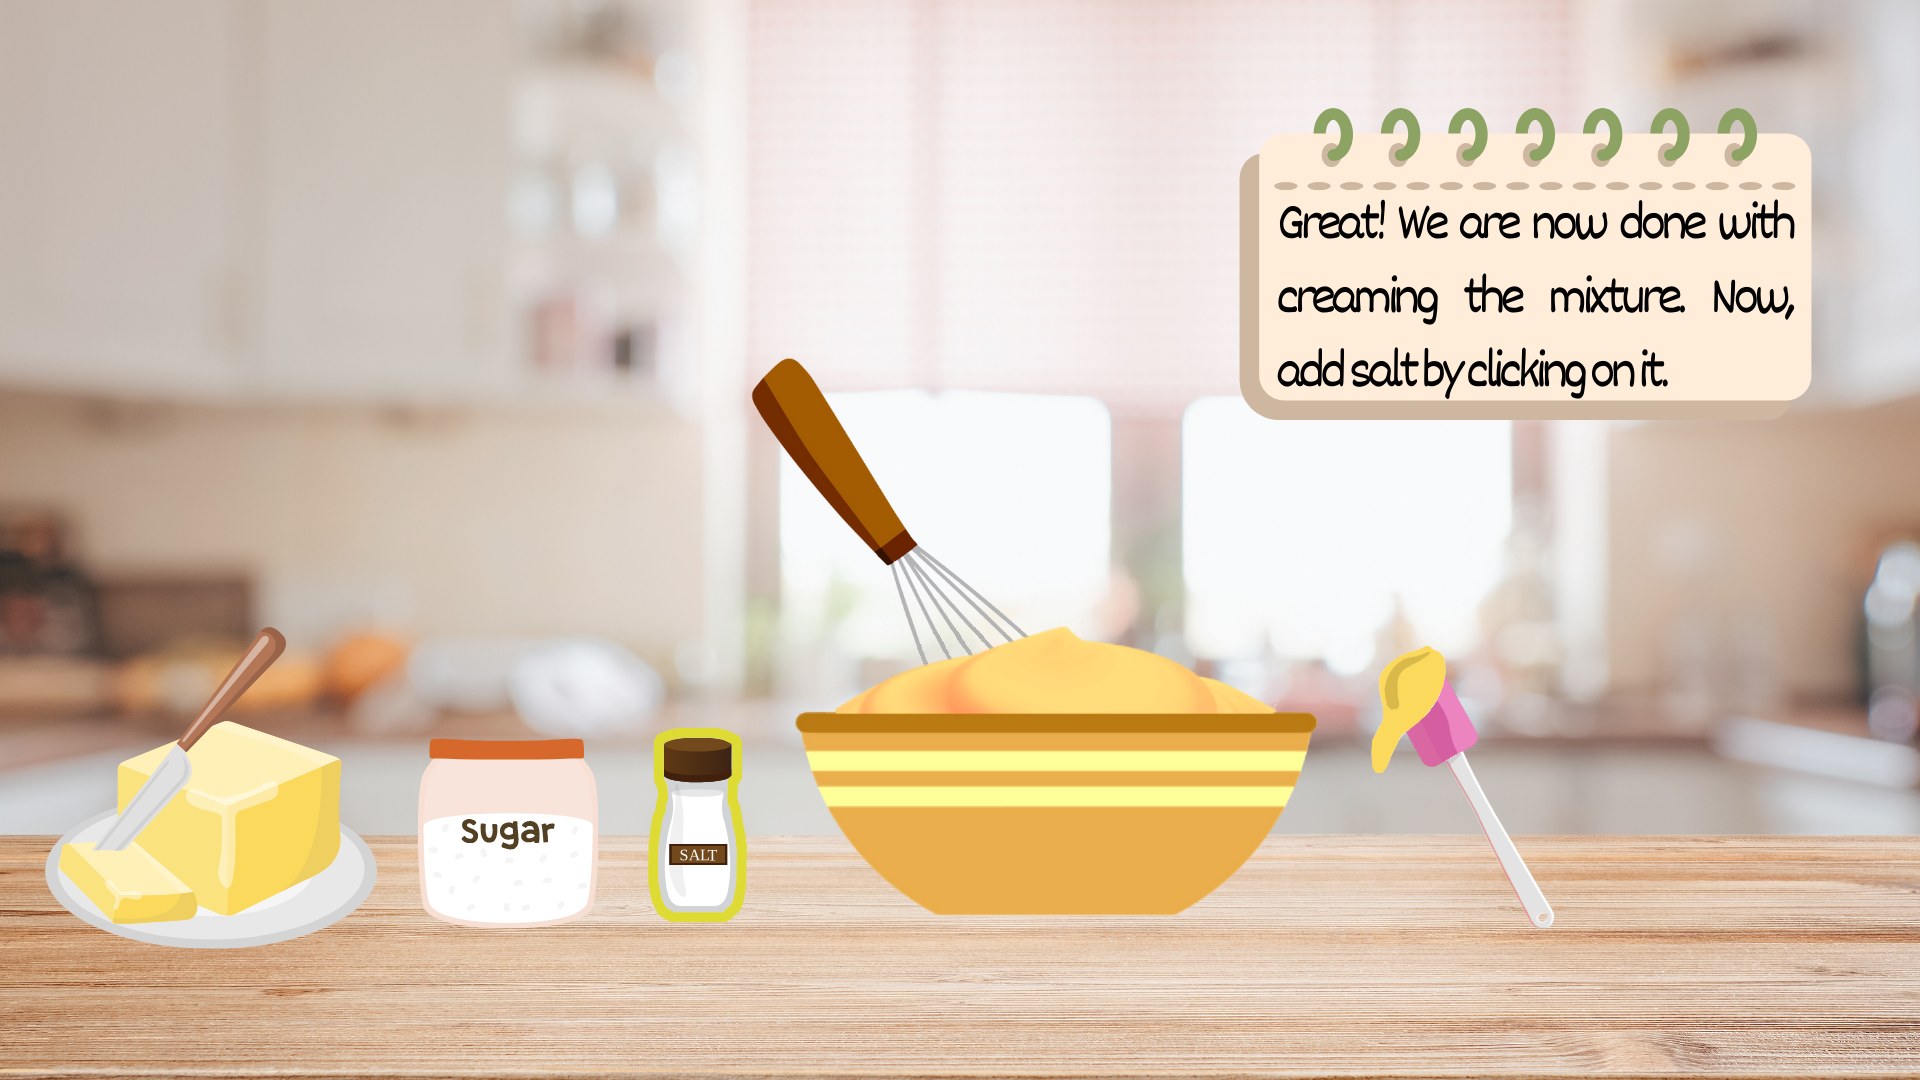 Great! We are now done with
creaming the mixture. Now,
add salt by clicking on it.
Sugar
SALT